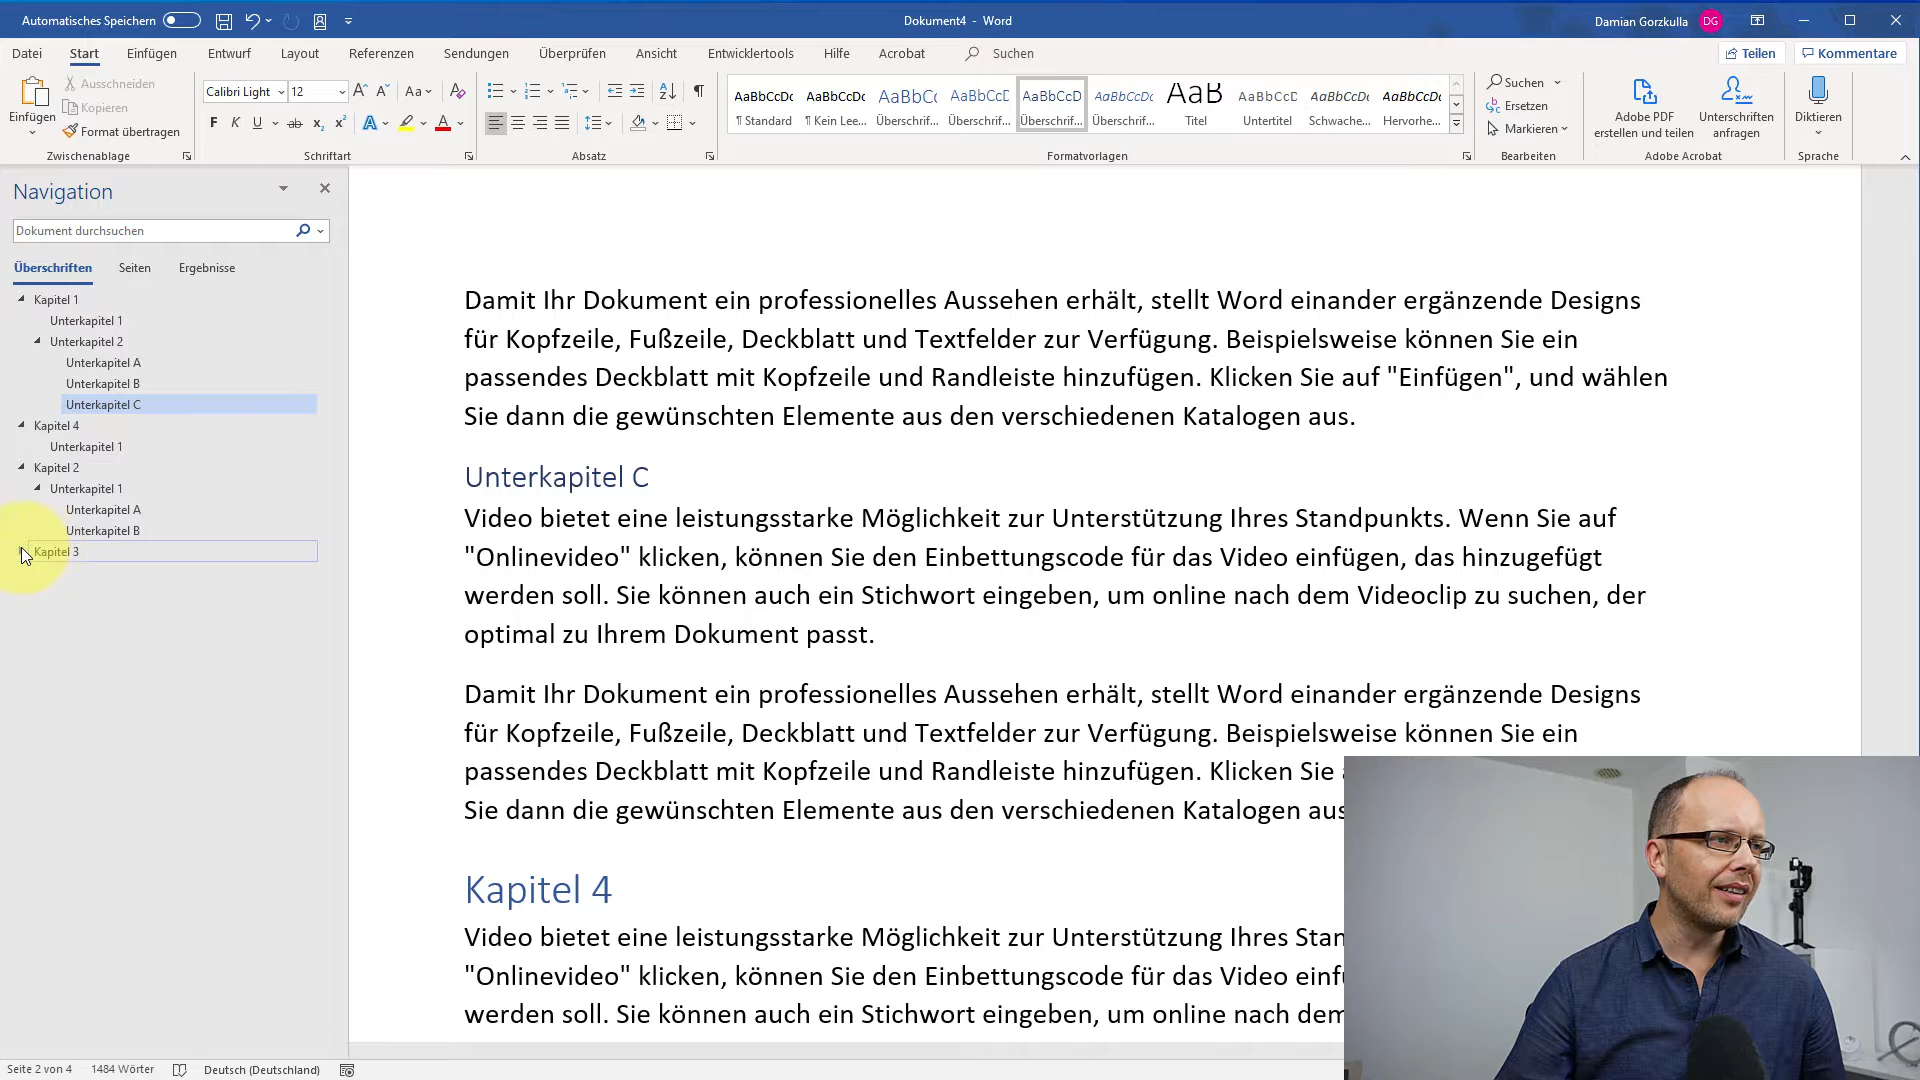 Automatisches Speichern
Dokument4 - Word
Damian Gorzkulla
DG
Datei Start Einfügen Entwurf Layout Referenzen Sendungen Überprüfen Ansicht Entwicklertools Hilfe Acrobat Suchen
Teilen Kommentare
Einfügen
Ausschneiden
Kopieren
Format übertragen
Zwischenablage
Calibri Light 12
Aa
F K U ab x₂ x² A A
Schriftart
Absatz
AaBbCcDc AaBbCcDc AaBbC( AaBbCcC AaBbCcD AaBbCcDc AaB AaBbCcD AaBbCcDc AaBbCcDc
¶ Standard ¶ Kein Lee... Überschrif... Überschrif... Überschrif... Überschrif... Titel Untertitel Schwache... Hervorhe...
Formatvorlagen
Suchen
Ersetzen
Markieren
Bearbeiten
Adobe PDF
erstellen und teilen
Unterschriften
anfragen
Adobe Acrobat
Diktieren
Sprache
Navigation
Dokument durchsuchen
Überschriften Seiten Ergebnisse
Kapitel 1
Unterkapitel 1
Unterkapitel 2
Unterkapitel A
Unterkapitel B
Unterkapitel C
Kapitel 4
Unterkapitel 1
Kapitel 2
Unterkapitel 1
Unterkapitel A
Unterkapitel B
Kapitel 3
Damit Ihr Dokument ein professionelles Aussehen erhält, stellt Word einander ergänzende Designs
für Kopfzeile, Fußzeile, Deckblatt und Textfelder zur Verfügung. Beispielsweise können Sie ein
passendes Deckblatt mit Kopfzeile und Randleiste hinzufügen. Klicken Sie auf "Einfügen", und wählen
Sie dann die gewünschten Elemente aus den verschiedenen Katalogen aus.
Unterkapitel C
Video bietet eine leistungsstarke Möglichkeit zur Unterstützung Ihres Standpunkts. Wenn Sie auf
"Onlinevideo" klicken, können Sie den Einbettungscode für das Video einfügen, das hinzugefügt
werden soll. Sie können auch ein Stichwort eingeben, um online nach dem Videoclip zu suchen, der
optimal zu Ihrem Dokument passt.
Damit Ihr Dokument ein professionelles Aussehen erhält, stellt Word einander ergänzende Designs
für Kopfzeile, Fußzeile, Deckblatt und Textfelder zur Verfügung. Beispielsweise können Sie ein
passendes Deckblatt mit Kopfzeile und Randleiste hinzufügen. Klicken Sie
Sie dann die gewünschten Elemente aus den verschiedenen Katalogen aus
Kapitel 4
Video bietet eine leistungsstarke Möglichkeit zur Unterstützung Ihres Stan
"Onlinevideo" klicken, können Sie den Einbettungscode für das Video einf
werden soll. Sie können auch ein Stichwort eingeben, um online nach dem
Seite 2 von 4 1484 Wörter Deutsch (Deutschland)